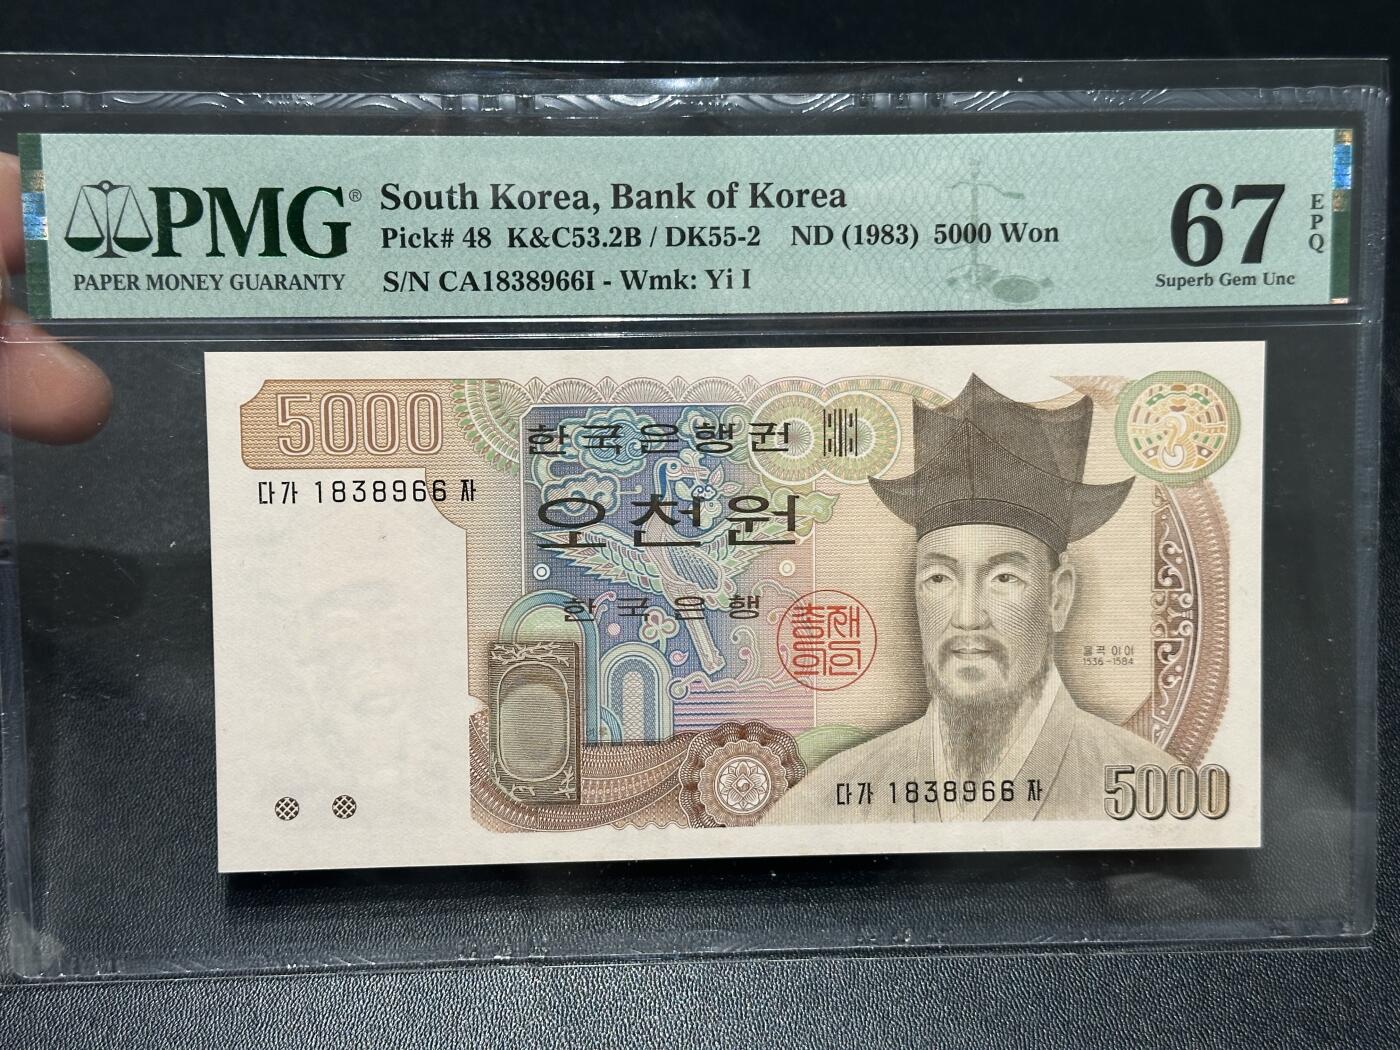 PMG®
PAPER MONEY GUARANTY
South Korea, Bank of Korea
Pick# 48 K&C53.2B / DK55-2 ND (1983) 5000 Won
S/N CA1838966I - Wmk: Yi I
67
EPQ
Superb Gem Unc
5000
한국은행권
다가 1838966 자
오천원
한국은행
총재의인
율곡 이이
1536-1584
다가 1838966 자
5000